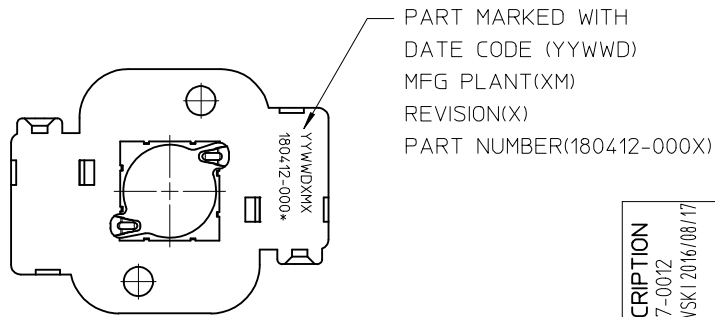 PART MARKED WITH
DATE CODE (YYWWD)
MFG PLANT(XM)
REVISION(X)
PART NUMBER(180412-000X)
YYWWDXMX
180412-000*
CRIPTION
7-0012
WSKI 2016/08/17